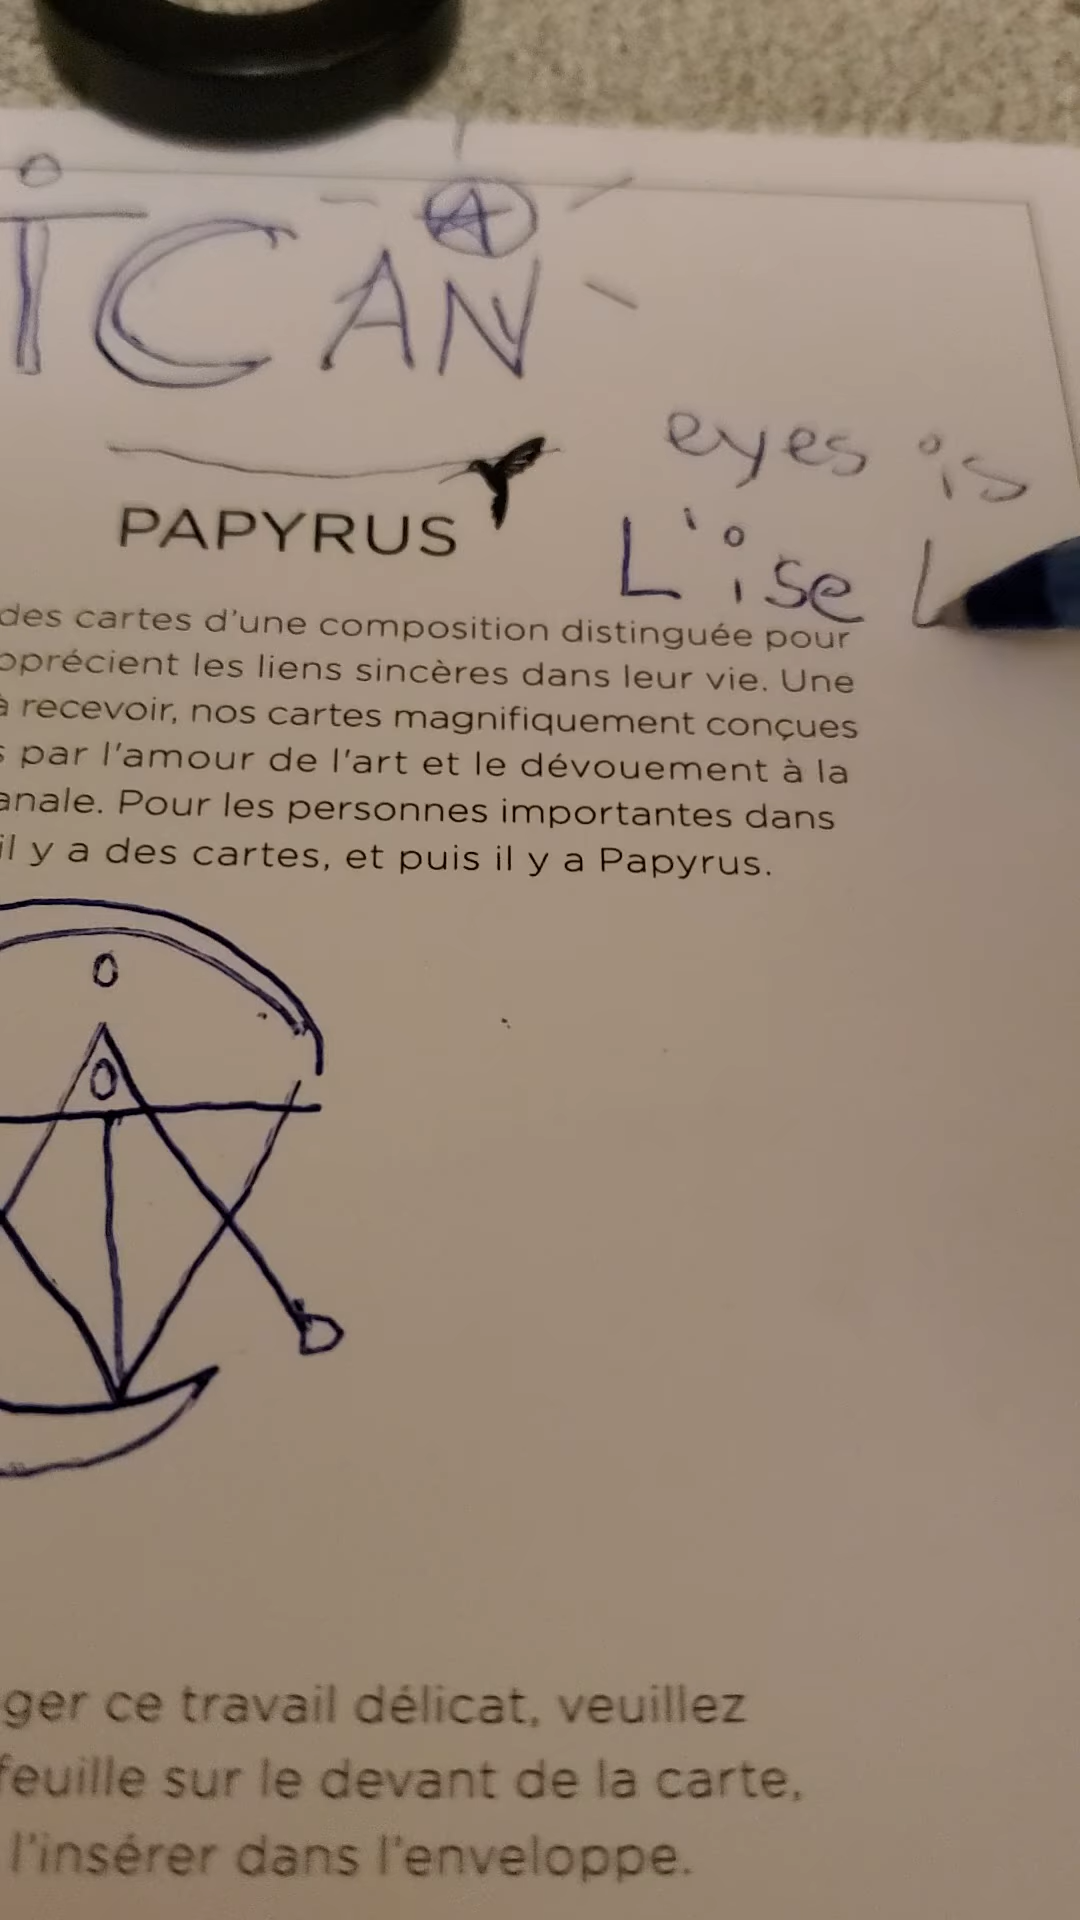 ICAN
A
eyes is
PAPYRUS
L'ise L
des cartes d'une composition distinguée pour
pprécient les liens sincères dans leur vie. Une
à recevoir, nos cartes magnifiquement conçues
s par l'amour de l'art et le dévouement à la
anale. Pour les personnes importantes dans
il y a des cartes, et puis il y a Papyrus.
O
O
D
ger ce travail délicat, veuillez
feuille sur le devant de la carte,
l'insérer dans l'enveloppe.